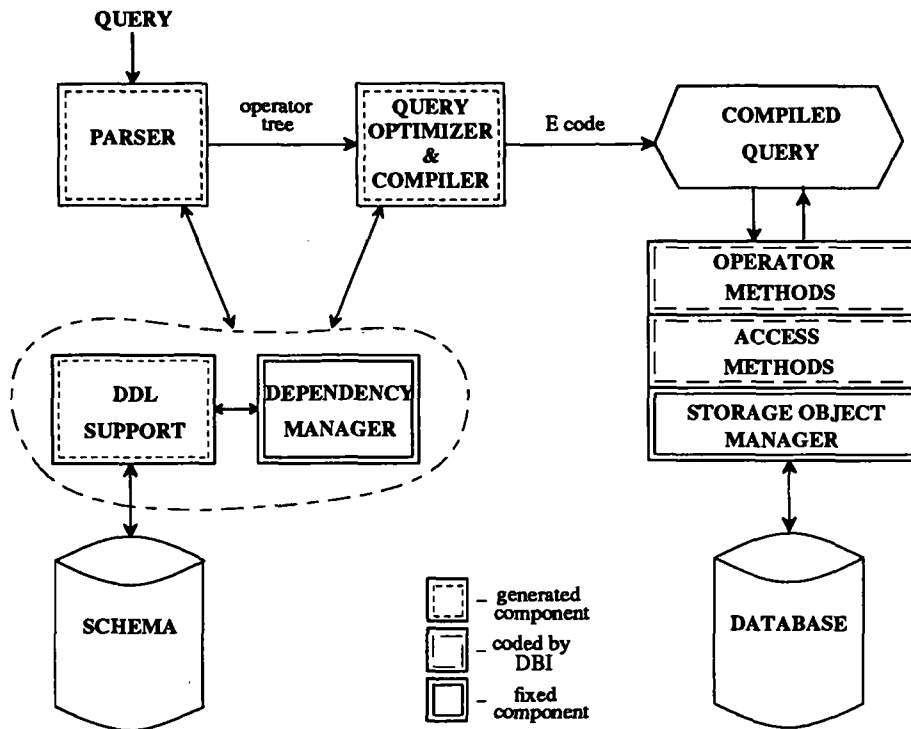 QUERY
PARSER
operator
tree
QUERY
OPTIMIZER
&
COMPILER
E code
COMPILED
QUERY
OPERATOR
METHODS
ACCESS
METHODS
STORAGE OBJECT
MANAGER
DDL
SUPPORT
DEPENDENCY
MANAGER
SCHEMA
DATABASE
- generated
component
- coded by
DBI
- fixed
component